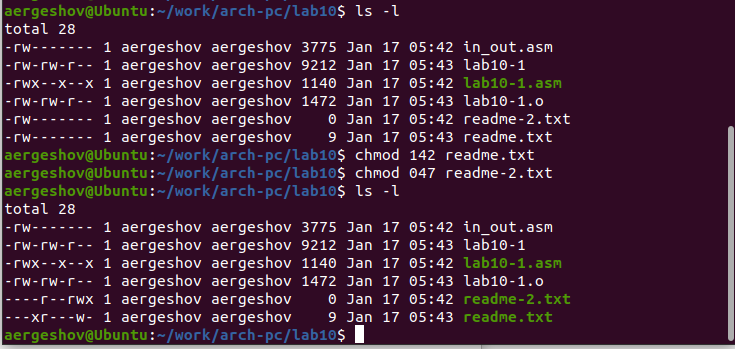 aergeshov@Ubuntu:~/work/arch-pc/lab10$ ls -l
total 28
-rw------- 1 aergeshov aergeshov 3775 Jan 17 05:42 in_out.asm
-rw-rw-r-- 1 aergeshov aergeshov 9212 Jan 17 05:43 lab10-1
-rwx--x--x 1 aergeshov aergeshov 1140 Jan 17 05:42 lab10-1.asm
-rw-rw-r-- 1 aergeshov aergeshov 1472 Jan 17 05:43 lab10-1.o
-rw------- 1 aergeshov aergeshov    0 Jan 17 05:42 readme-2.txt
-rw------- 1 aergeshov aergeshov    9 Jan 17 05:43 readme.txt
aergeshov@Ubuntu:~/work/arch-pc/lab10$ chmod 142 readme.txt
aergeshov@Ubuntu:~/work/arch-pc/lab10$ chmod 047 readme-2.txt
aergeshov@Ubuntu:~/work/arch-pc/lab10$ ls -l
total 28
-rw------- 1 aergeshov aergeshov 3775 Jan 17 05:42 in_out.asm
-rw-rw-r-- 1 aergeshov aergeshov 9212 Jan 17 05:43 lab10-1
-rwx--x--x 1 aergeshov aergeshov 1140 Jan 17 05:42 lab10-1.asm
-rw-rw-r-- 1 aergeshov aergeshov 1472 Jan 17 05:43 lab10-1.o
----r--rwx 1 aergeshov aergeshov    0 Jan 17 05:42 readme-2.txt
---xr---w- 1 aergeshov aergeshov    9 Jan 17 05:43 readme.txt
aergeshov@Ubuntu:~/work/arch-pc/lab10$